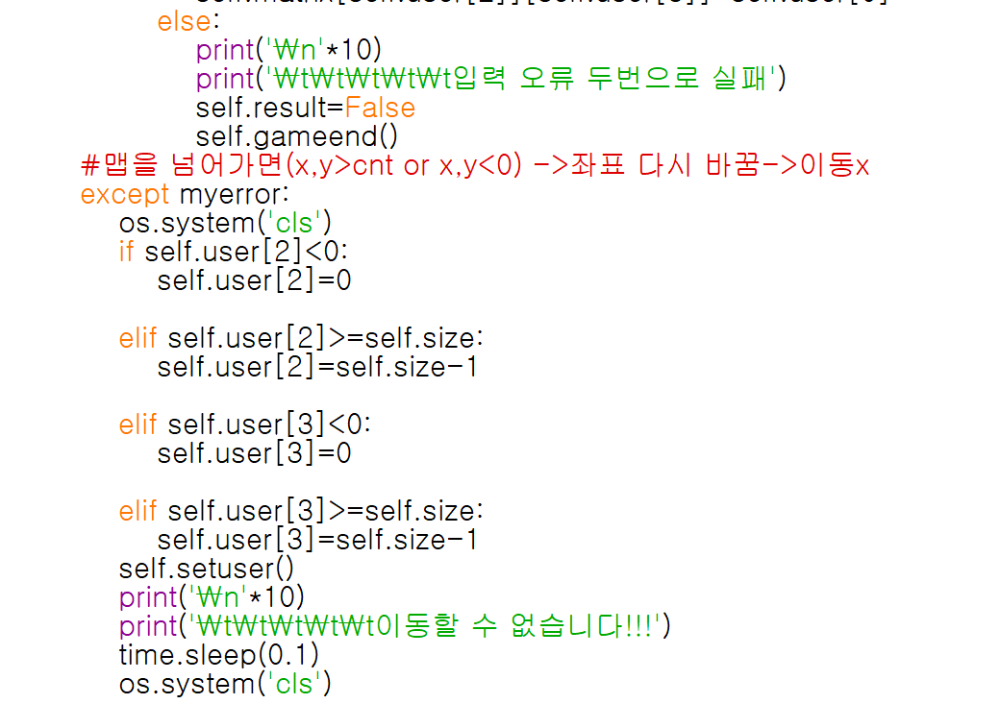 else:
print('₩n'*10)
print('₩t₩t₩t₩t₩t입력 오류 두번으로 실패')
self.result=False
self.gameend()
#맵을 넘어가면(x,y>cnt or x,y<0) ->좌표 다시 바꿈->이동x
except myerror:
os.system('cls')
if self.user[2]<0:
self.user[2]=0
elif self.user[2]>=self.size:
self.user[2]=self.size-1
elif self.user[3]<0:
self.user[3]=0
elif self.user[3]>=self.size:
self.user[3]=self.size-1
self.setuser()
print('₩n'*10)
print('₩t₩t₩t₩t₩t이동할 수 없습니다!!!')
time.sleep(0.1)
os.system('cls')